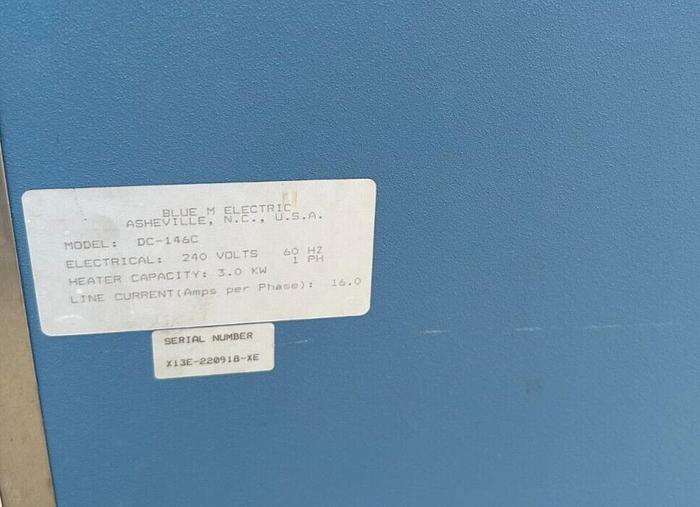 BLUE M ELECTRIC
ASHEVILLE, N.C., U.S.A.
MODEL: DC-146C
ELECTRICAL: 240 VOLTS 60 HZ
1 PH
HEATER CAPACITY: 3.0 KW
LINE CURRENT(Amps per Phase): 16.0
SERIAL NUMBER
X13E-220918-XE